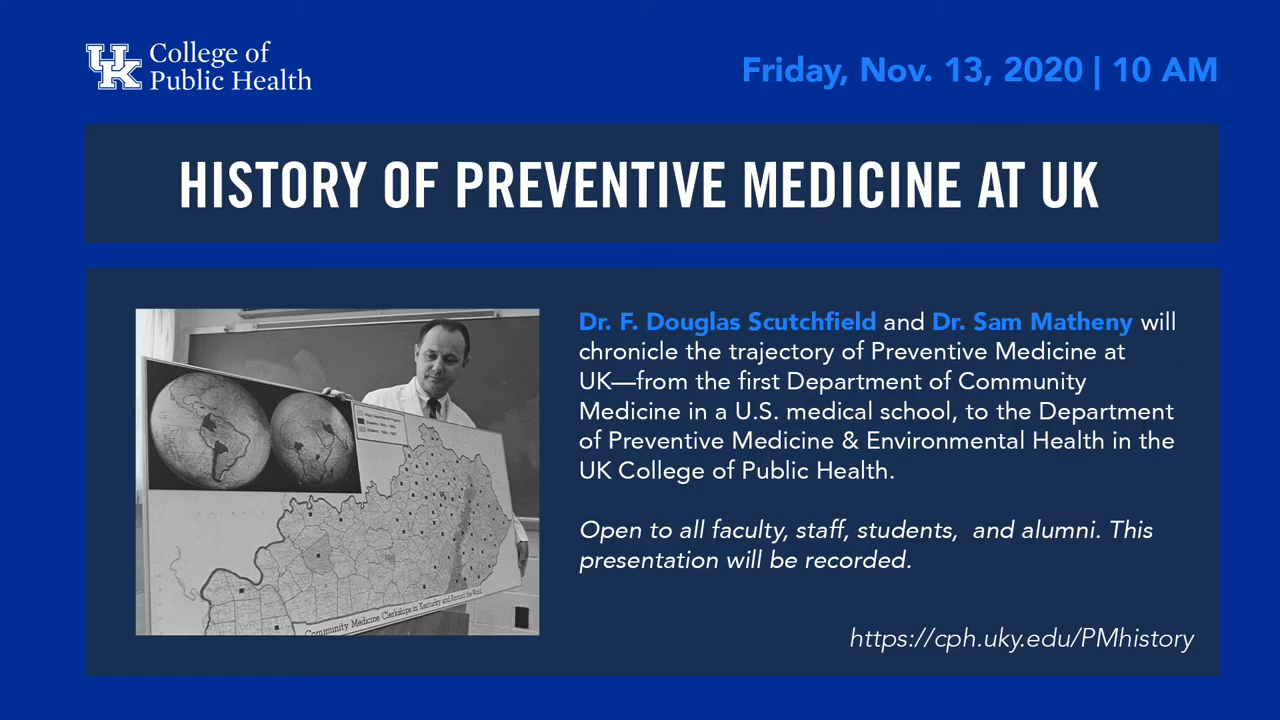 UK College of
Public Health
Friday, Nov. 13, 2020 | 10 AM
HISTORY OF PREVENTIVE MEDICINE AT UK
Dr. F. Douglas Scutchfield and Dr. Sam Matheny will
chronicle the trajectory of Preventive Medicine at
UK—from the first Department of Community
Medicine in a U.S. medical school, to the Department
of Preventive Medicine & Environmental Health in the
UK College of Public Health.
Open to all faculty, staff, students,  and alumni. This
presentation will be recorded.
Community Medicine Clerkships in Kentucky and Around the World
https://cph.uky.edu/PMhistory